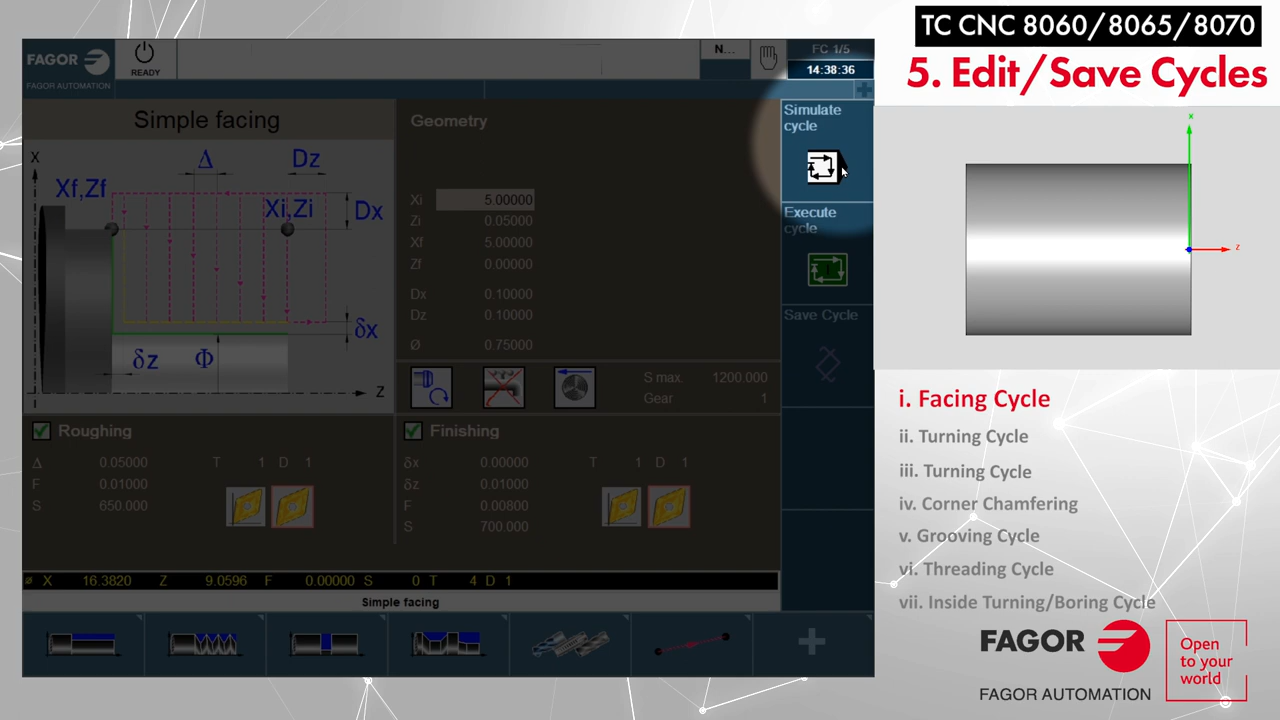 TC CNC 8060/8065/8070
5. Edit/Save Cycles
FAGOR
FAGOR AUTOMATION
READY
N...
FC 1/5
14:38:36
Simple facing
X
Xf,Zf
Δ
Dz
Xi,Zi
Dx
δx
δz
Φ
Z
Geometry
Xi 5.00000
Zi 0.05000
Xf 5.00000
Zf 0.00000
Dx 0.10000
Dz 0.10000
Ø 0.75000
S max. 1200.000
Gear 1
Roughing
Δ 0.05000 T 1 D 1
F 0.01000
S 650.000
Finishing
δx 0.00000 T 1 D 1
δz 0.01000
F 0.00800
S 700.000
ø X 16.3820 Z 9.0596 F 0.00000 S 0 T 4 D 1
Simple facing
Simulate
cycle
Execute
cycle
Save Cycle
x
z
i. Facing Cycle
ii. Turning Cycle
iii. Turning Cycle
iv. Corner Chamfering
v. Grooving Cycle
vi. Threading Cycle
vii. Inside Turning/Boring Cycle
FAGOR
FAGOR AUTOMATION
Open
to your
world